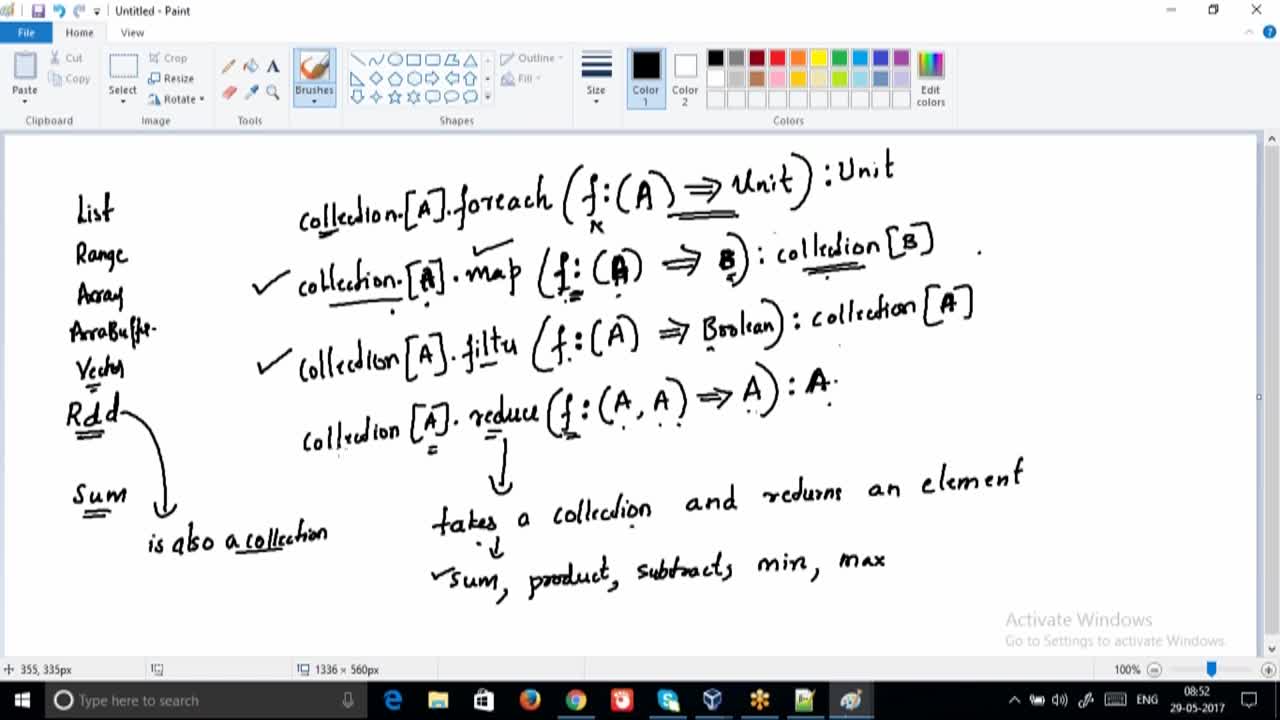 Untitled - Paint
File Home View
Paste Cut Copy Select Crop Resize Rotate Brushes Outline Fill Size Color 1 Color 2 Edit colors
Clipboard Image Tools Shapes Colors
List
Range
Array
ArraBuffe.
Vector
Rdd
Sum
is also a collection
collection.[A].foreach (f:(A) => Unit) : Unit
collection.[A].map (f:(A) => B) : collection[B]
collection[A].filter (f:(A) => Boolean) : collection[A]
collection [A]. reduce (f:(A, A) => A) : A
takes a collection and returns an element
sum, product, subtract, min, max
Activate Windows
Go to Settings to activate Windows.
355, 335px 1336 × 560px 100%
Type here to search ENG 08:52
29-05-2017